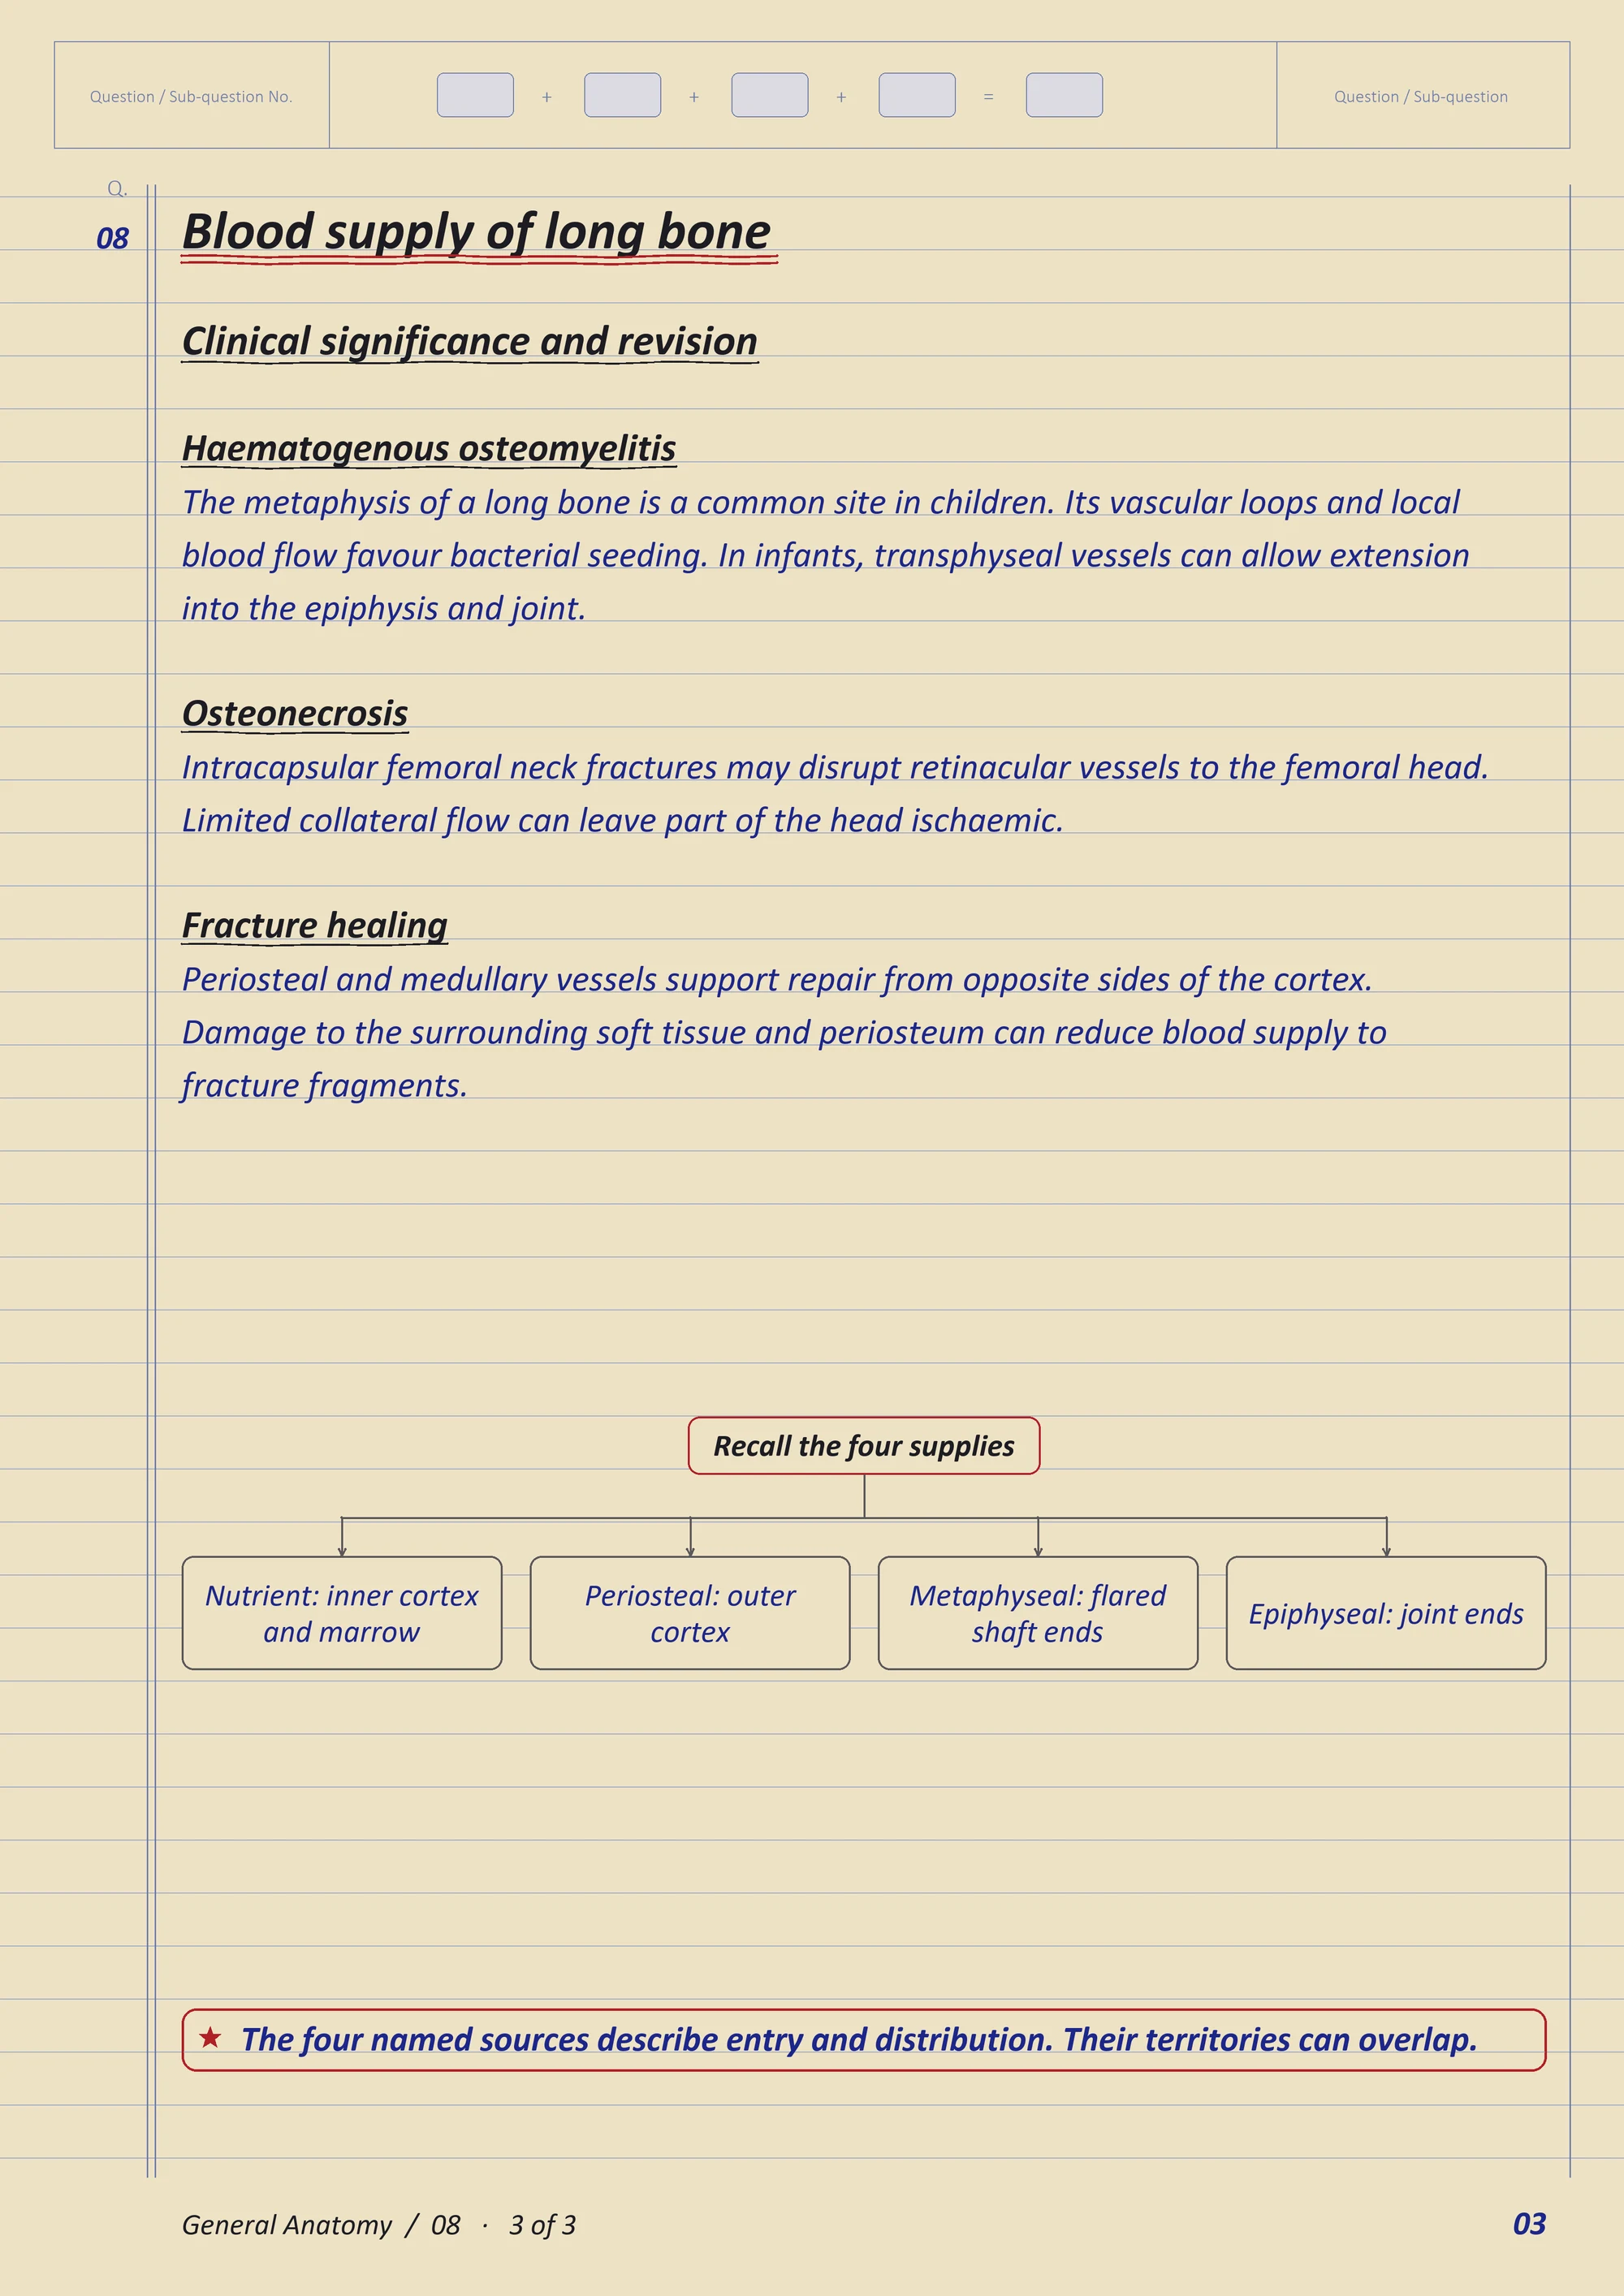 Question / Sub-question No.
+ + + =
Question / Sub-question
Q.
08
Blood supply of long bone
Clinical significance and revision
Haematogenous osteomyelitis
The metaphysis of a long bone is a common site in children. Its vascular loops and local
blood flow favour bacterial seeding. In infants, transphyseal vessels can allow extension
into the epiphysis and joint.
Osteonecrosis
Intracapsular femoral neck fractures may disrupt retinacular vessels to the femoral head.
Limited collateral flow can leave part of the head ischaemic.
Fracture healing
Periosteal and medullary vessels support repair from opposite sides of the cortex.
Damage to the surrounding soft tissue and periosteum can reduce blood supply to
fracture fragments.
Recall the four supplies
Nutrient: inner cortex
and marrow
Periosteal: outer
cortex
Metaphyseal: flared
shaft ends
Epiphyseal: joint ends
★ The four named sources describe entry and distribution. Their territories can overlap.
General Anatomy / 08 · 3 of 3
03